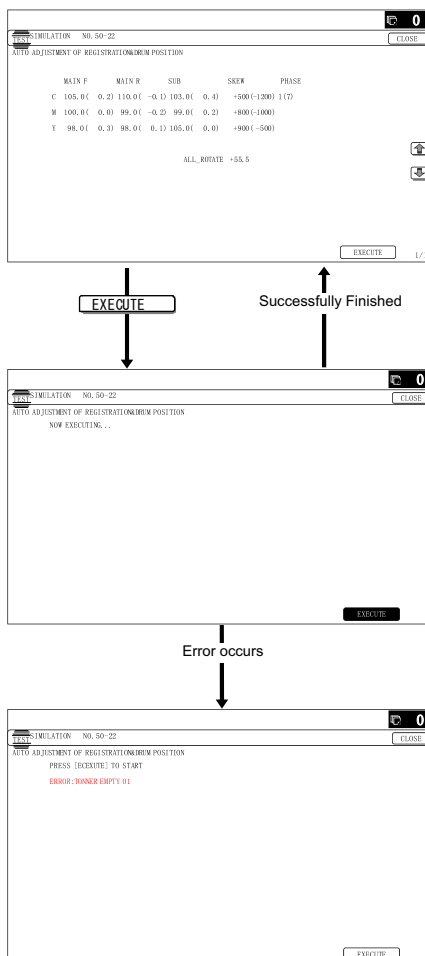 0
TEST SIMULATION NO. 50-22 CLOSE
AUTO ADJUSTMENT OF REGISTRATION&DRUM POSITION
MAIN F MAIN R SUB SKEW PHASE
C 105.0( 0.2) 110.0( -0.1) 103.0( 0.4) +500(-1200) 1(7)
M 100.0( 0.0) 99.0( -0.2) 99.0( 0.2) +800(-1000)
Y 98.0( 0.3) 98.0( 0.1) 105.0( 0.0) +900( -500)
ALL_ROTATE +55.5
EXECUTE
EXECUTE
Successfully Finished
0
TEST SIMULATION NO. 50-22 CLOSE
AUTO ADJUSTMENT OF REGISTRATION&DRUM POSITION
NOW EXECUTING...
EXECUTE
Error occurs
0
TEST SIMULATION NO. 50-22 CLOSE
AUTO ADJUSTMENT OF REGISTRATION&DRUM POSITION
PRESS [ECEXUTE] TO START
ERROR:TONNER EMPTY 01
EXECUTE